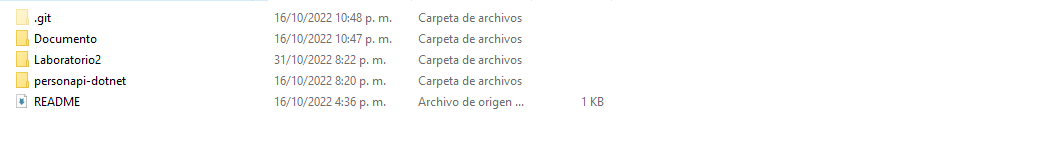 .git 16/10/2022 10:48 p. m. Carpeta de archivos
Documento 16/10/2022 10:47 p. m. Carpeta de archivos
Laboratorio2 31/10/2022 8:22 p. m. Carpeta de archivos
personapi-dotnet 16/10/2022 8:20 p. m. Carpeta de archivos
README 16/10/2022 4:36 p. m. Archivo de origen ... 1 KB